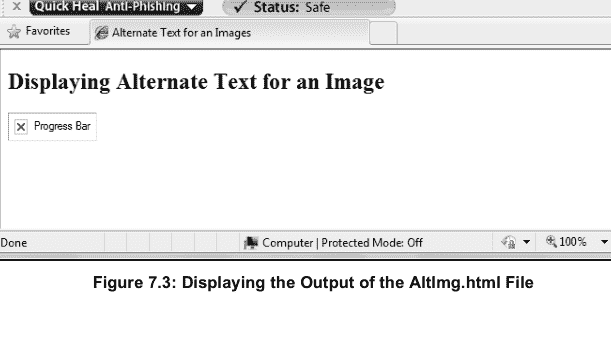 x Quick Heal Anti-Phishing Status: Safe
Favorites Alternate Text for an Images
Displaying Alternate Text for an Image
Progress Bar
Done Computer | Protected Mode: Off 100%
Figure 7.3: Displaying the Output of the AltImg.html File